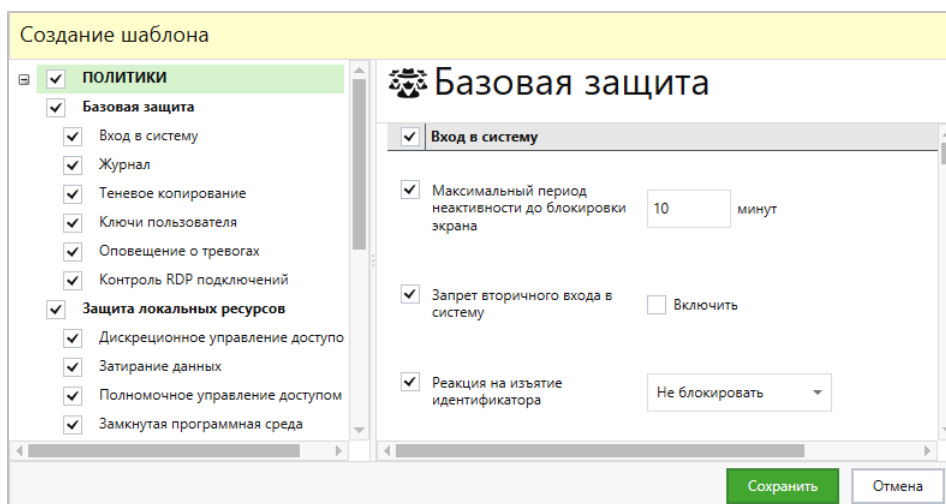 Создание шаблона
ПОЛИТИКИ
Базовая защита
Вход в систему
Журнал
Теневое копирование
Ключи пользователя
Оповещение о тревогах
Контроль RDP подключений
Защита локальных ресурсов
Дискреционное управление доступо
Затирание данных
Полномочное управление доступом
Замкнутая программная среда
Базовая защита
Вход в систему
Максимальный период
неактивности до блокировки
экрана
10 минут
Запрет вторичного входа в
систему
Включить
Реакция на изъятие
идентификатора
Не блокировать
Сохранить Отмена